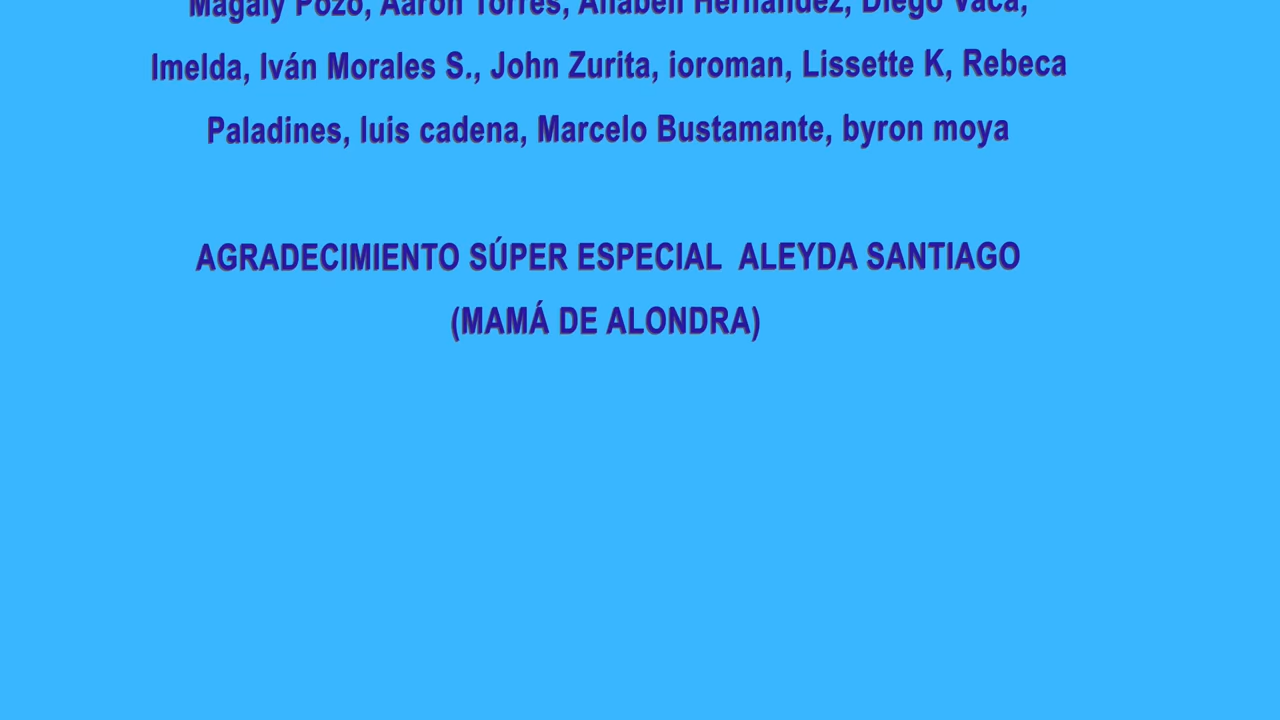 Magaly Pozo, Aarón Torres, Anabell Hernández, Diego Vaca,
Imelda, Iván Morales S., John Zurita, ioroman, Lissette K, Rebeca
Paladines, luis cadena, Marcelo Bustamante, byron moya
AGRADECIMIENTO SÚPER ESPECIAL ALEYDA SANTIAGO
(MAMÁ DE ALONDRA)